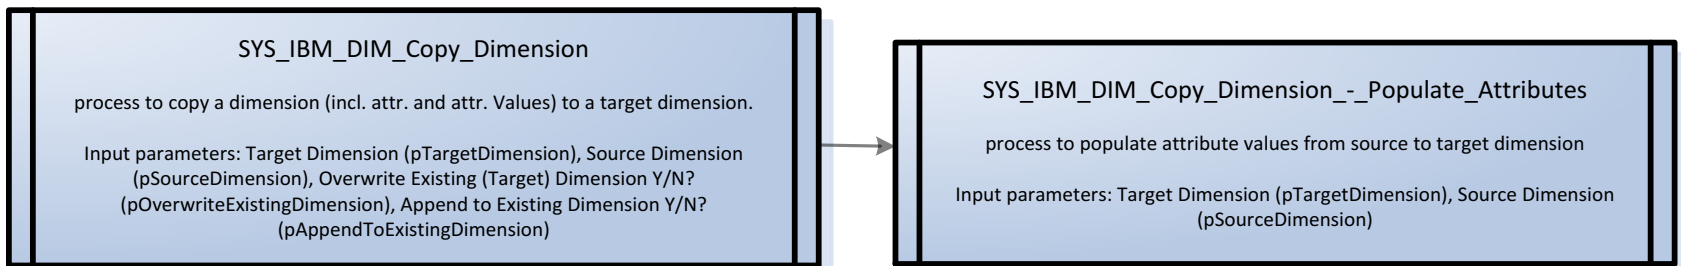 SYS_IBM_DIM_Copy_Dimension
process to copy a dimension (incl. attr. and attr. Values) to a target dimension.
Input parameters: Target Dimension (pTargetDimension), Source Dimension
(pSourceDimension), Overwrite Existing (Target) Dimension Y/N?
(pOverwriteExistingDimension), Append to Existing Dimension Y/N?
(pAppendToExistingDimension)
SYS_IBM_DIM_Copy_Dimension_-_Populate_Attributes
process to populate attribute values from source to target dimension
Input parameters: Target Dimension (pTargetDimension), Source Dimension
(pSourceDimension)